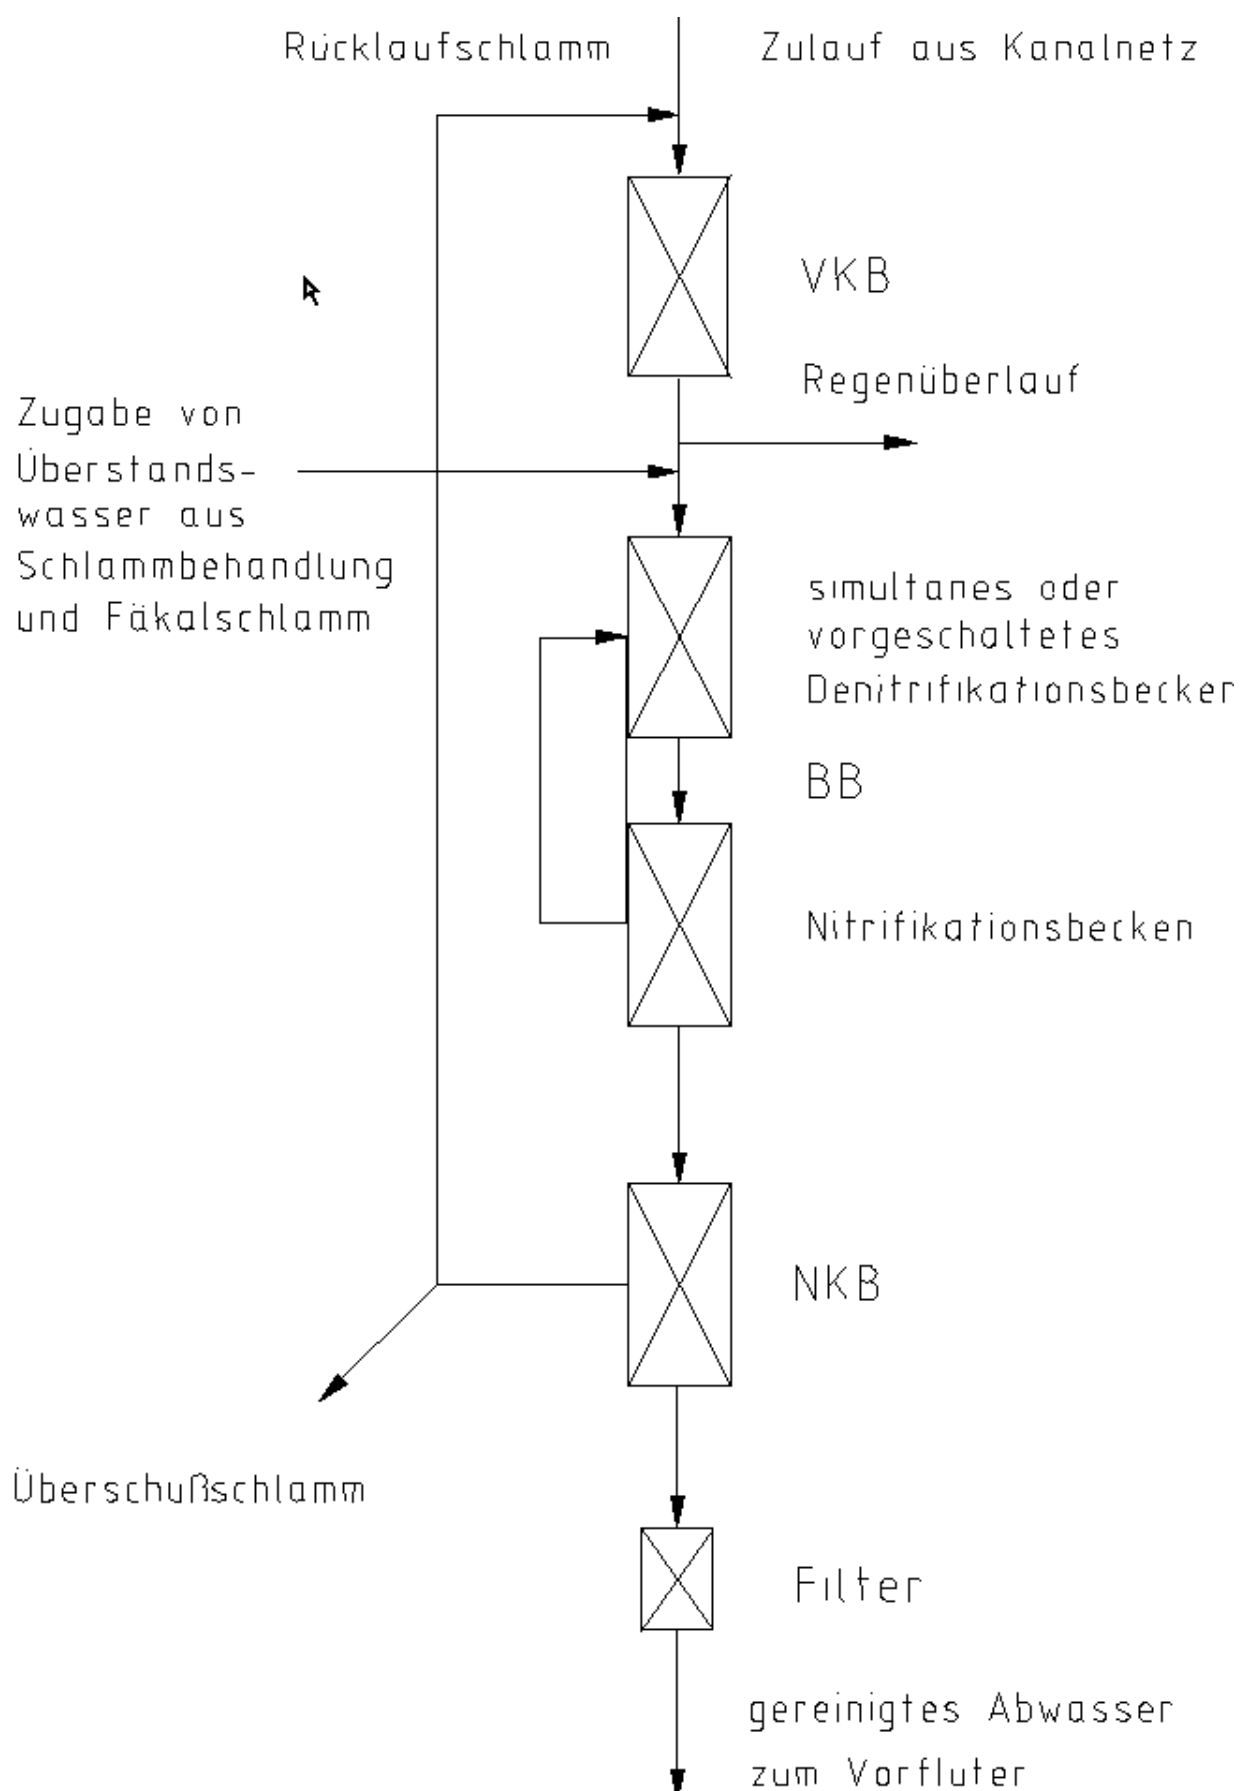 Rücklaufschlamm
Zulauf aus Kanalnetz
VKB
Regenüberlauf
Zugabe von
Überstands-
wasser aus
Schlammbehandlung
und Fäkalschlamm
simultanes oder
vorgeschaltetes
Denitrifikationsbecken
BB
Nitrifikationsbecken
NKB
Überschußschlamm
Filter
gereinigtes Abwasser
zum Vorfluter